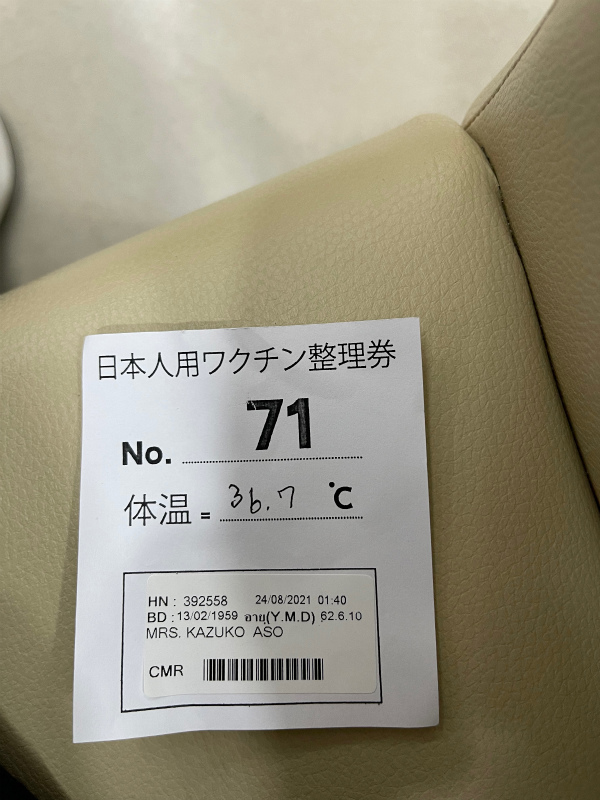 日本人用ワクチン整理券
No. 71
体温 = 36.7 ℃
HN : 392558 24/08/2021 01:40
BD : 13/02/1959 อายุ(Y.M.D) 62.6.10
MRS. KAZUKO ASO
CMR